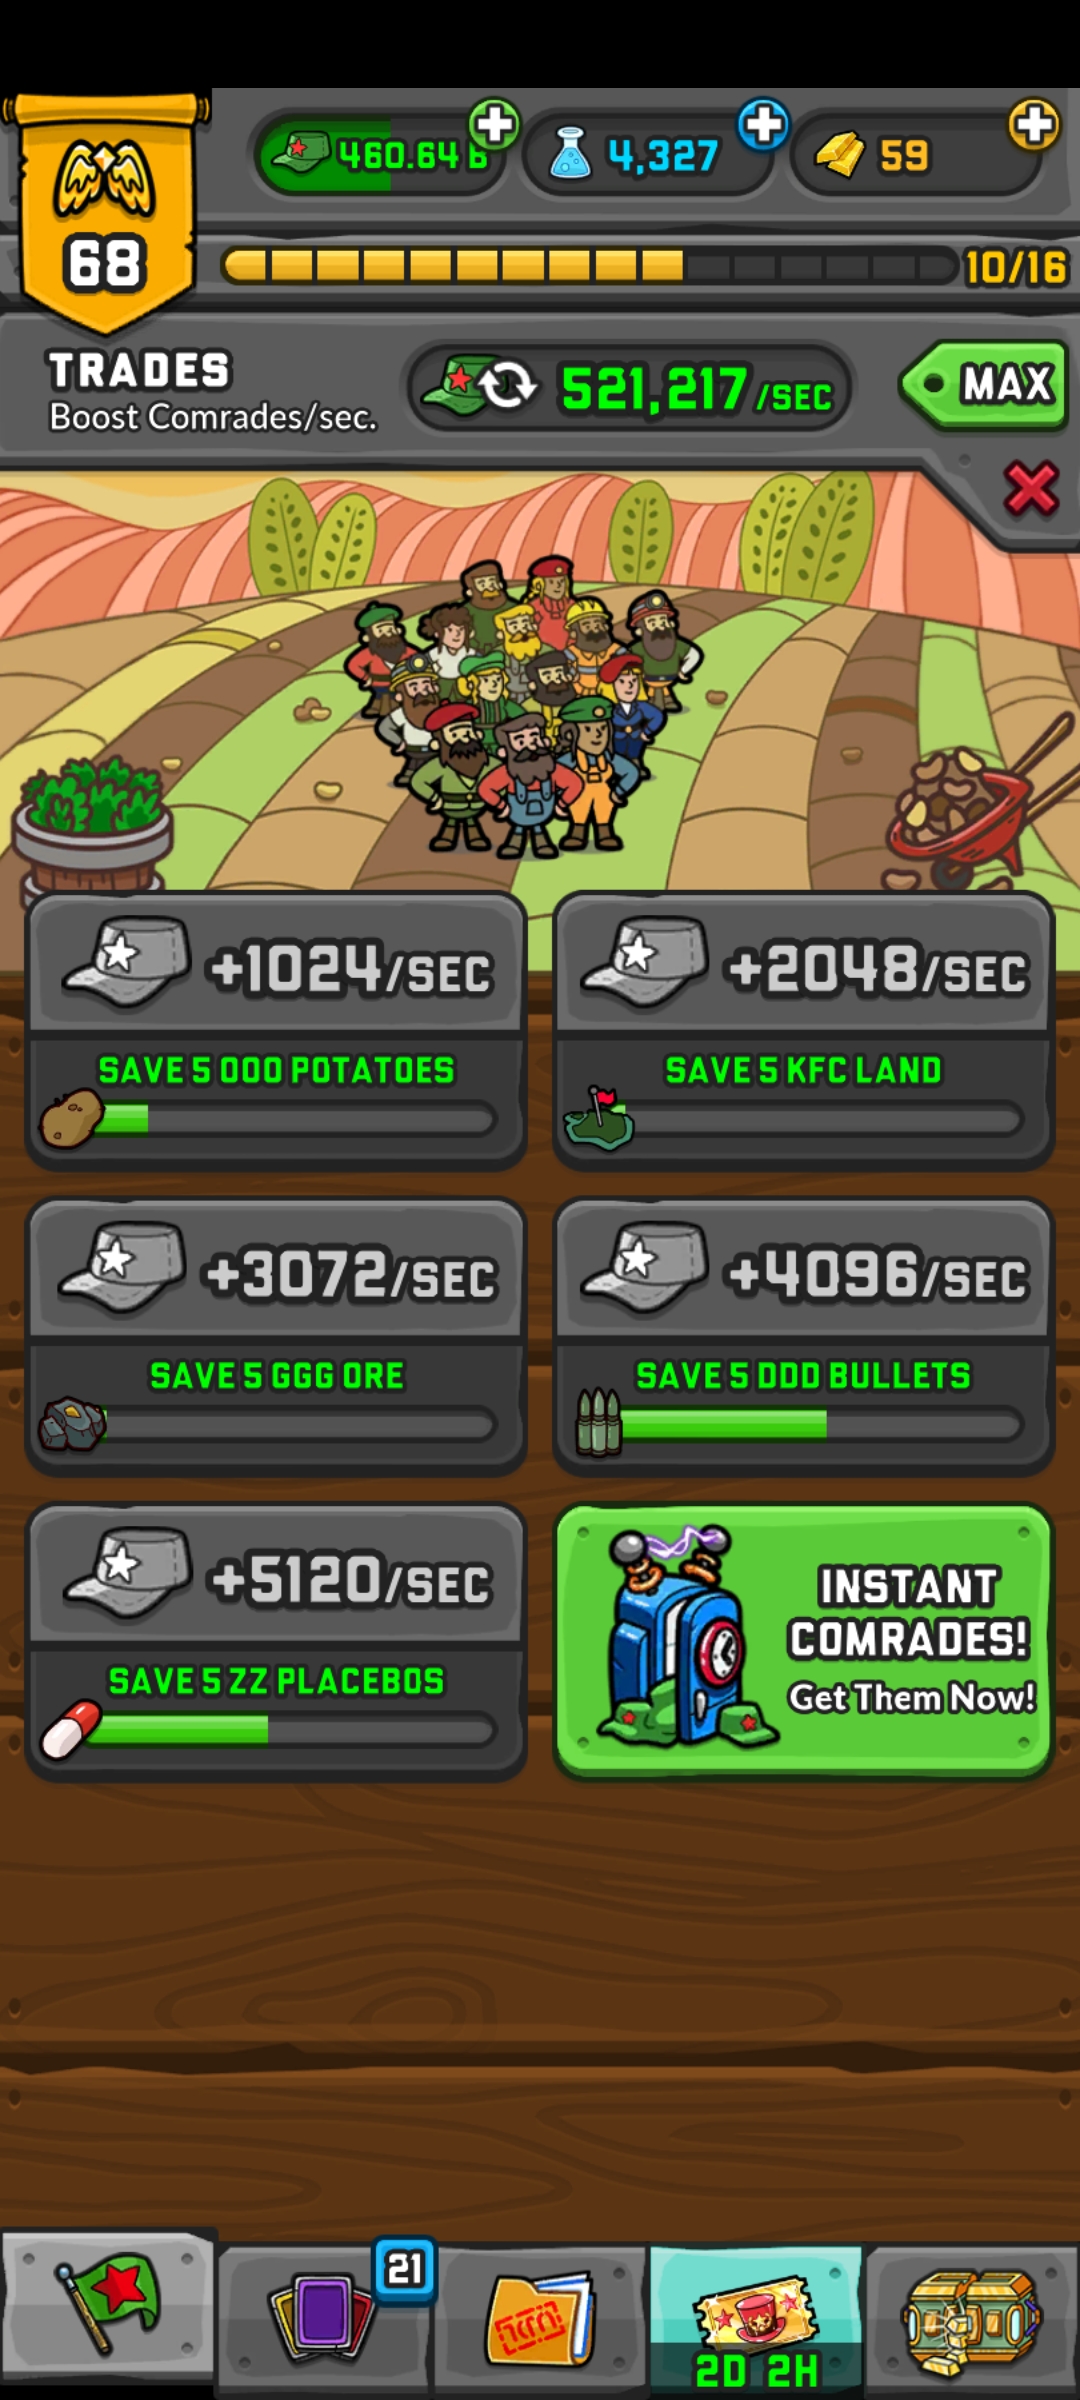 460.64 B
4,327
59
68
10/16
TRADES
Boost Comrades/sec.
521,217/SEC
MAX
+1024/SEC
+2048/SEC
SAVE 5 000 POTATOES
SAVE 5 KFC LAND
+3072/SEC
+4096/SEC
SAVE 5 GGG ORE
SAVE 5 DDD BULLETS
+5120/SEC
INSTANT
COMRADES!
Get Them Now!
SAVE 5 ZZ PLACEBOS
21
2D 2H